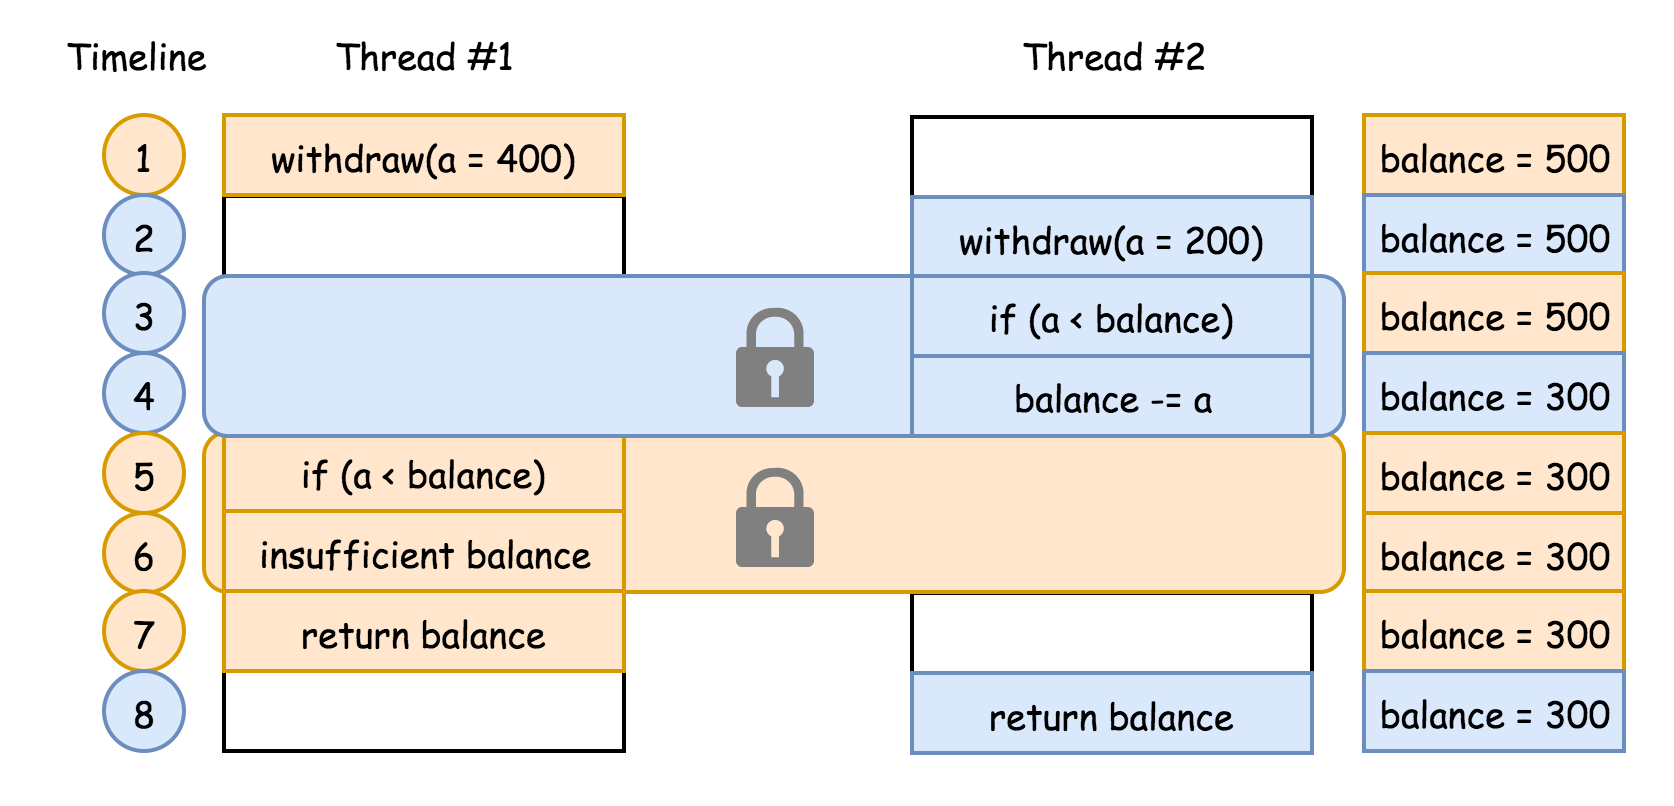 Timeline
Thread #1
Thread #2
1
withdraw(a = 400)
balance = 500
2
withdraw(a = 200)
balance = 500
3
if (a < balance)
balance = 500
4
balance -= a
balance = 300
5
if (a < balance)
balance = 300
6
insufficient balance
balance = 300
7
return balance
balance = 300
8
return balance
balance = 300